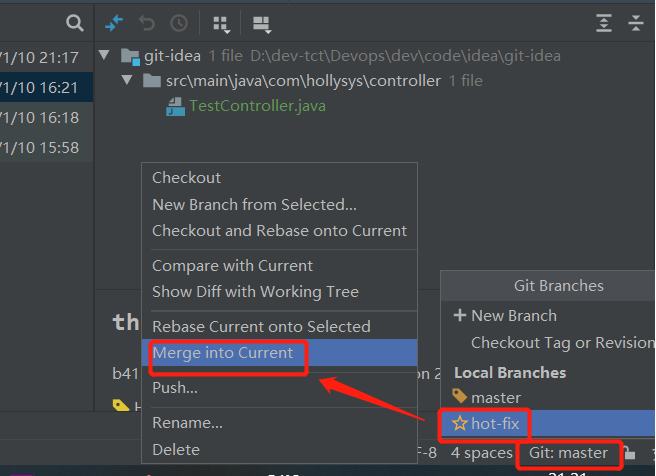 /1/10 21:17
/1/10 16:21
/1/10 16:18
/1/10 15:58
git-idea 1 file D:\dev-tct\Devops\dev\code\idea\git-idea
src\main\java\com\hollysys\controller 1 file
TestController.java
Checkout
New Branch from Selected...
Checkout and Rebase onto Current
Compare with Current
Show Diff with Working Tree
Rebase Current onto Selected
Merge into Current
Push...
Rename...
Delete
th
b41
on 2
Git Branches
New Branch
Checkout Tag or Revision
Local Branches
master
hot-fix
F-8 4 spaces Git: master